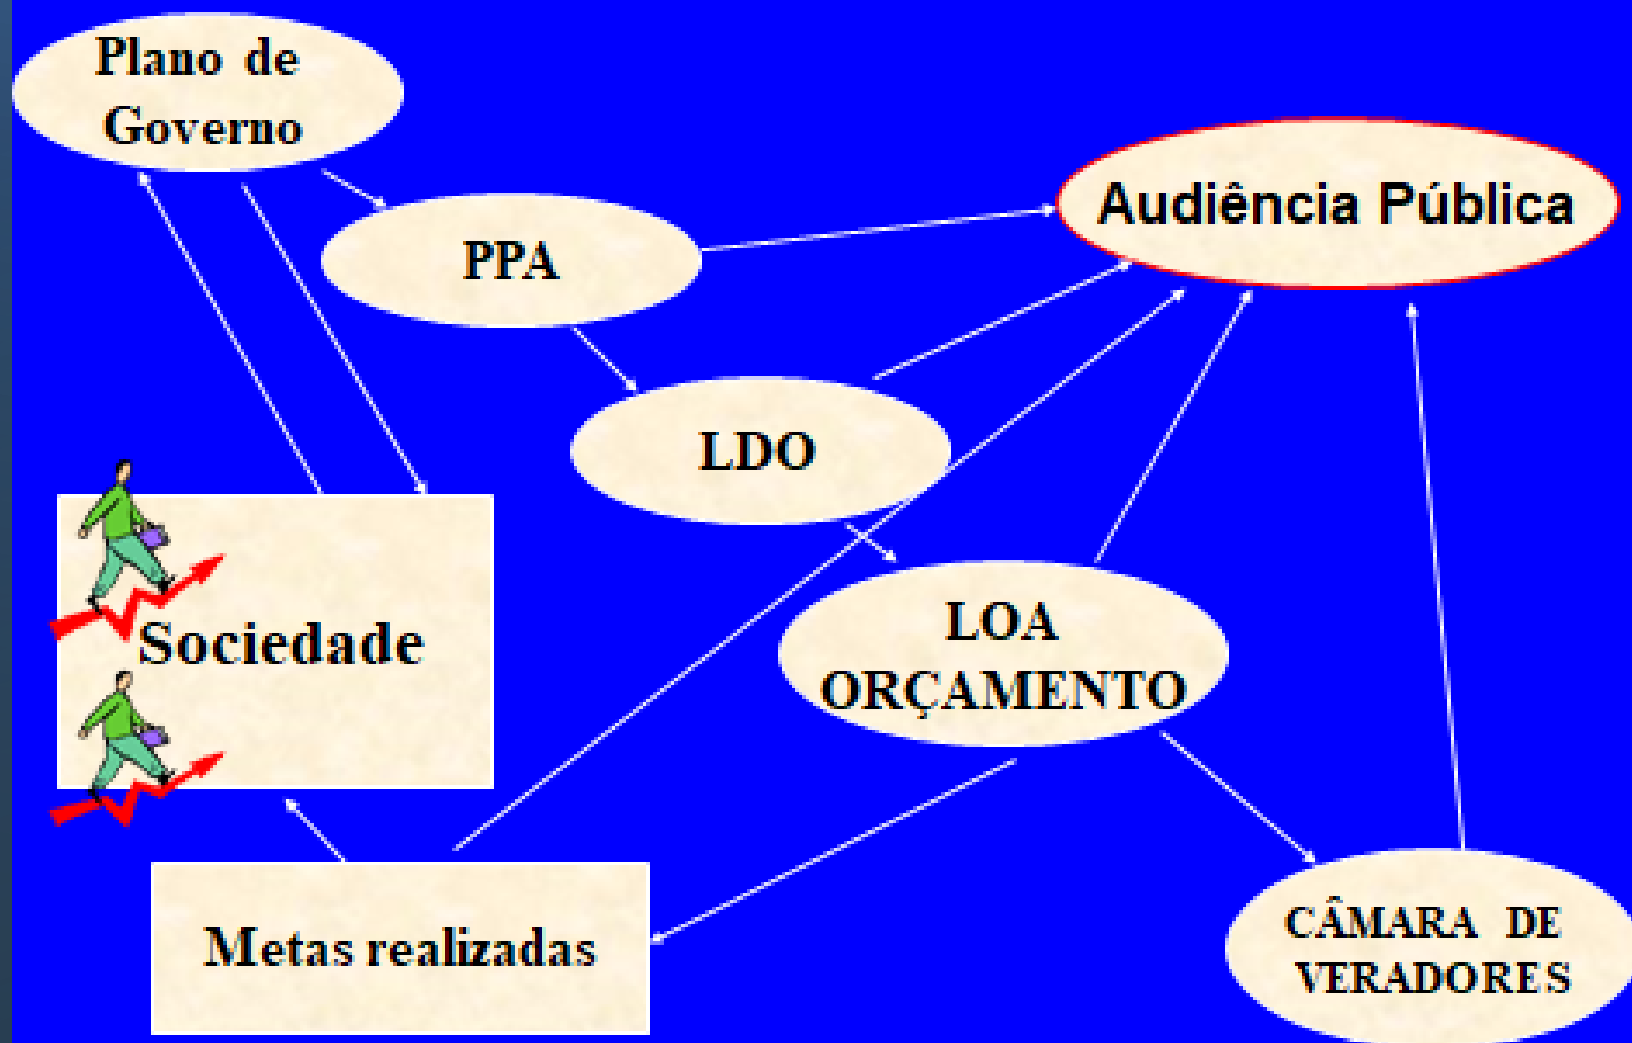 Plano de
Governo
Audiência Pública
PPA
LDO
LOA
ORÇAMENTO
Sociedade
Metas realizadas
CÂMARA DE
VERADORES